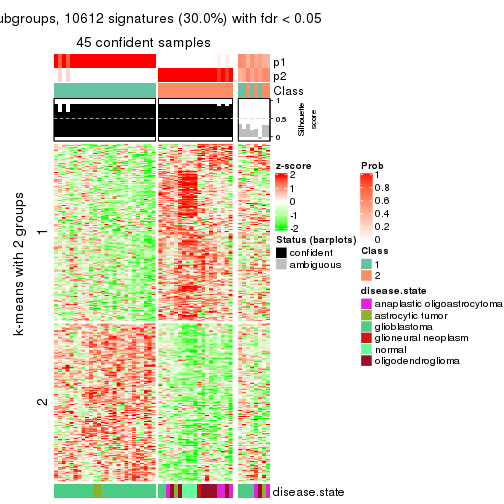 ubgroups, 10612 signatures (30.0%) with fdr < 0.05
45 confident samples
p1
p2
Class
1
0.5
0
Silhouette
score
k-means with 2 groups
1
2
z-score
2
1
0
-1
-2
Status (barplots)
confident
ambiguous
Prob
1
0.8
0.6
0.4
0.2
0
Class
1
2
disease.state
anaplastic oligoastrocytoma
astrocytic tumor
glioblastoma
glioneural neoplasm
normal
oligodendroglioma
disease.state